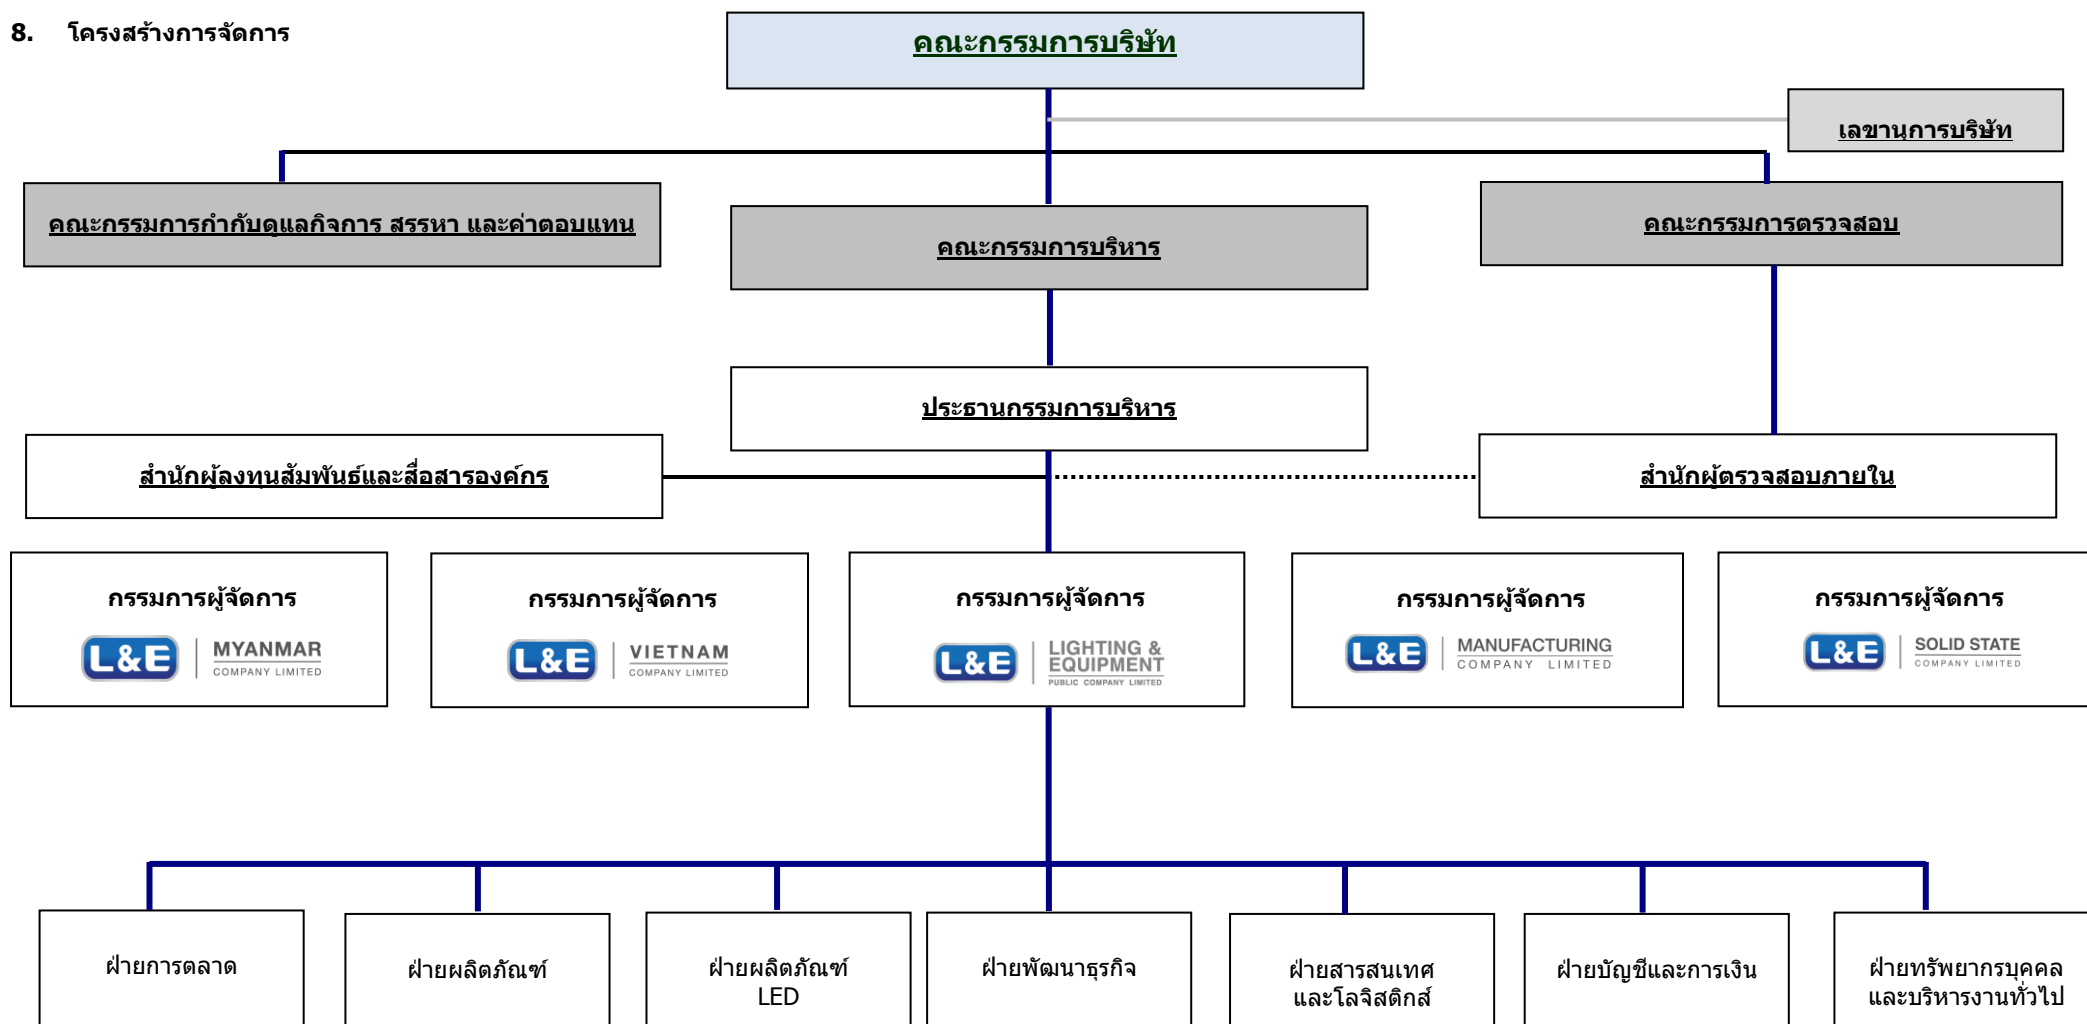 8. โครงสร้างการจัดการ
คณะกรรมการบริษัท
เลขานุการบริษัท
คณะกรรมการกำกับดูแลกิจการ สรรหา และค่าตอบแทน
คณะกรรมการบริหาร
คณะกรรมการตรวจสอบ
ประธานกรรมการบริหาร
สำนักผู้ลงทุนสัมพันธ์และสื่อสารองค์กร
สำนักผู้ตรวจสอบภายใน
กรรมการผู้จัดการ
L&E MYANMAR
COMPANY LIMITED
กรรมการผู้จัดการ
L&E VIETNAM
COMPANY LIMITED
กรรมการผู้จัดการ
L&E LIGHTING &
EQUIPMENT
PUBLIC COMPANY LIMITED
กรรมการผู้จัดการ
L&E MANUFACTURING
COMPANY LIMITED
กรรมการผู้จัดการ
L&E SOLID STATE
COMPANY LIMITED
ฝ่ายการตลาด
ฝ่ายผลิตภัณฑ์
ฝ่ายผลิตภัณฑ์
LED
ฝ่ายพัฒนาธุรกิจ
ฝ่ายสารสนเทศ
และโลจิสติกส์
ฝ่ายบัญชีและการเงิน
ฝ่ายทรัพยากรบุคคล
และบริหารงานทั่วไป